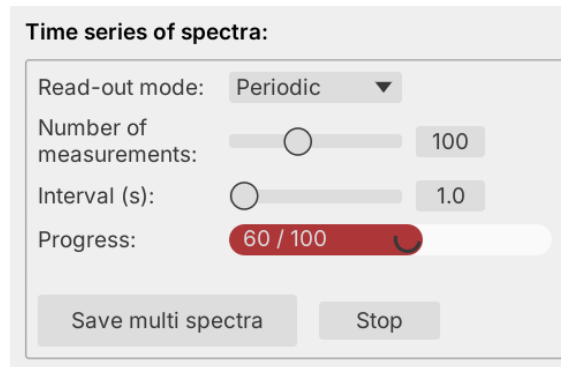 Time series of spectra:
Read-out mode: Periodic
Number of
measurements:
100
Interval (s): 1.0
Progress: 60 / 100
Save multi spectra Stop